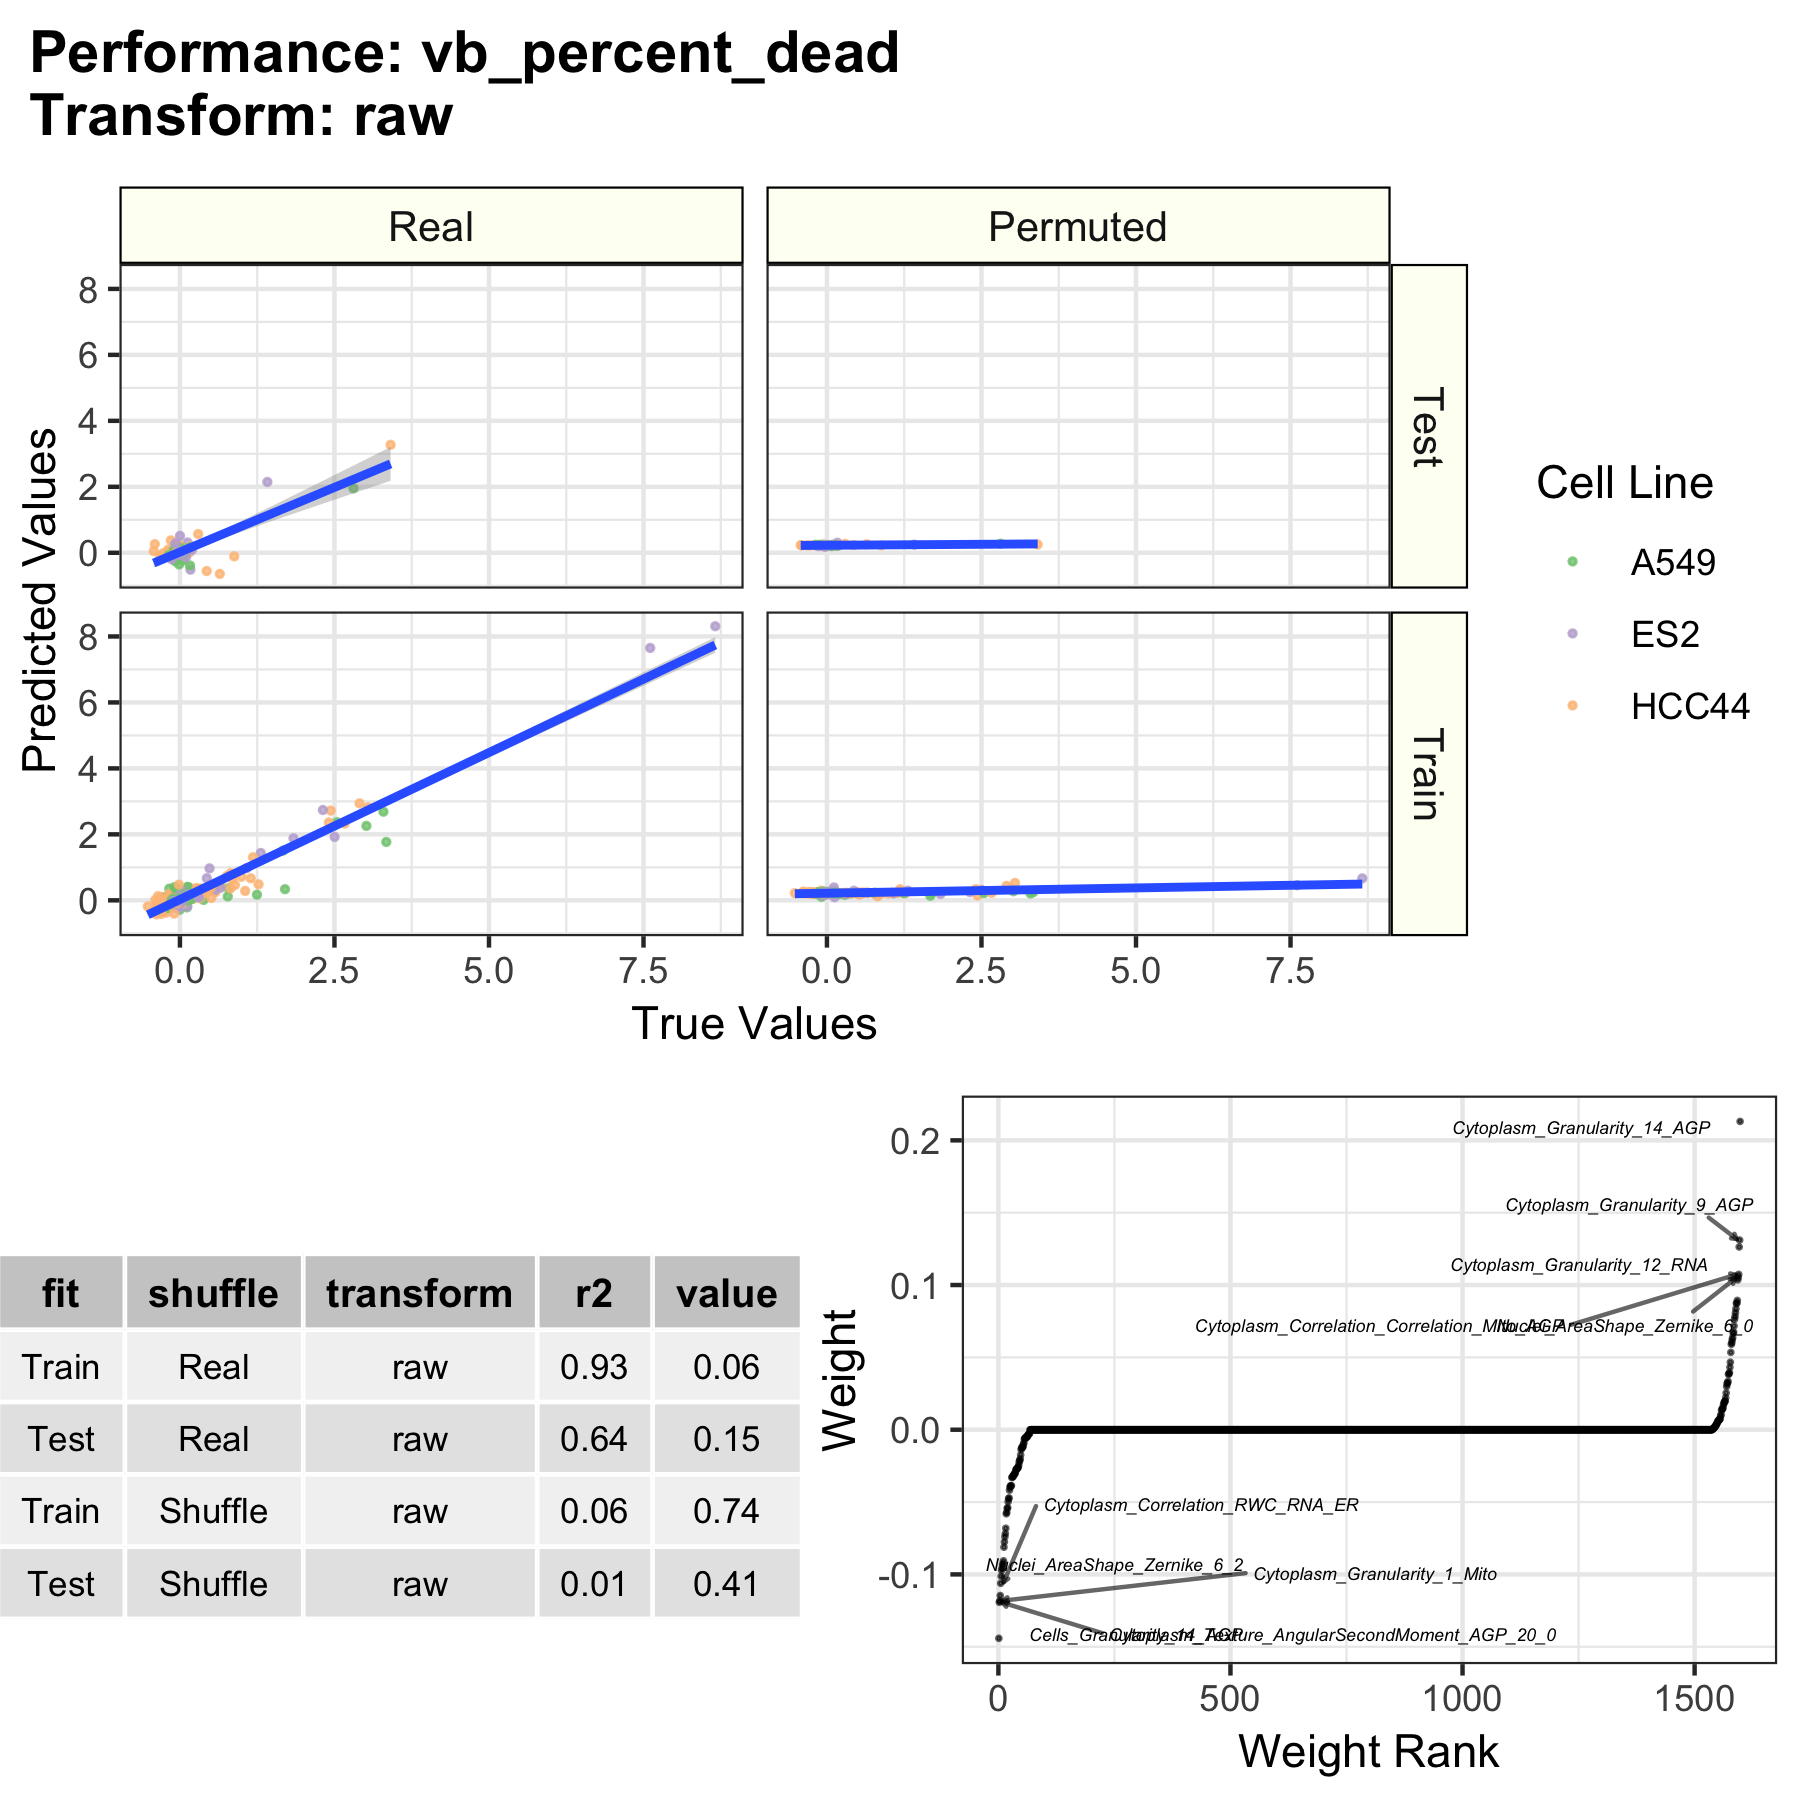 Performance: vb_percent_dead
Transform: raw
Real
Permuted
8
6
4
2
0
Test
8
6
4
2
0
Train
0.0
2.5
5.0
7.5
0.0
2.5
5.0
7.5
Predicted Values
True Values
Cell Line
A549
ES2
HCC44
fit shuffle transform r2 value
Train Real raw 0.93 0.06
Test Real raw 0.64 0.15
Train Shuffle raw 0.06 0.74
Test Shuffle raw 0.01 0.41
Weight
0.2
0.1
0.0
-0.1
Cytoplasm_Granularity_14_AGP
Cytoplasm_Granularity_9_AGP
Cytoplasm_Granularity_12_RNA
Cytoplasm_Correlation_Correlation_Mito_AGP
Nuclei_AreaShape_Zernike_6_0
Cytoplasm_Correlation_RWC_RNA_ER
Nuclei_AreaShape_Zernike_6_2
Cytoplasm_Granularity_1_Mito
Cells_Granularity_14_AGP
Cytoplasm_Texture_AngularSecondMoment_AGP_20_0
0
500
1000
1500
Weight Rank